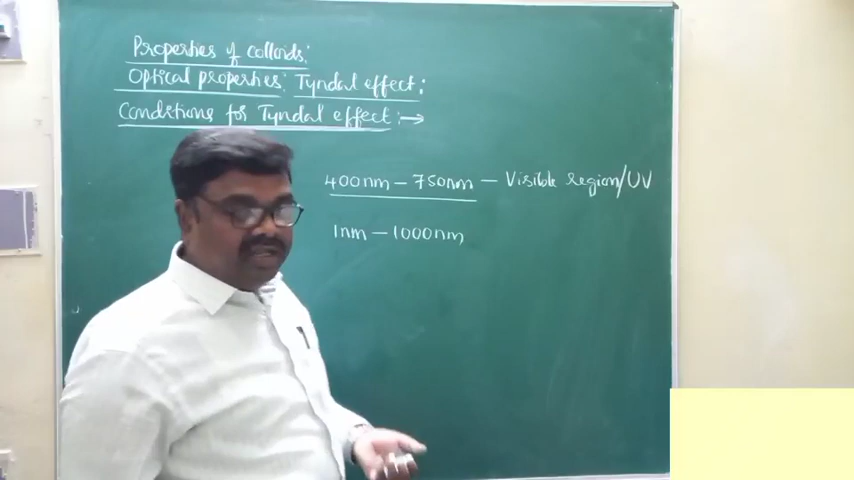 Properties of colloids:
Optical properties: Tyndal effect:
Conditions for Tyndal effect:→
400nm – 750nm – Visible region/UV
1nm – 1000nm